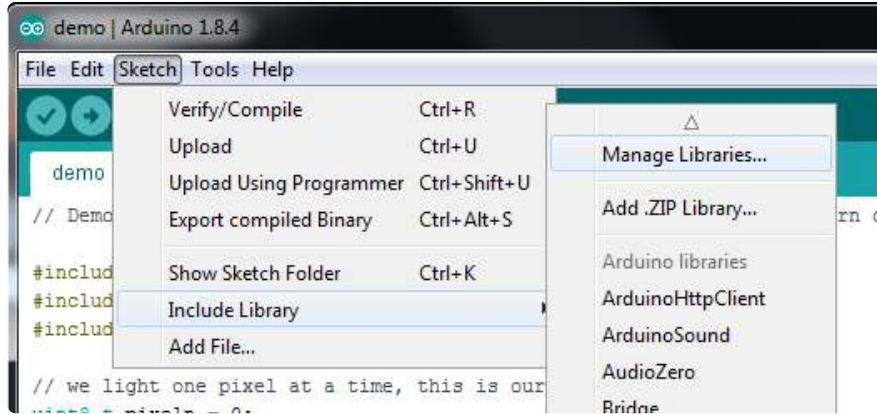 demo | Arduino 1.8.4
File Edit Sketch Tools Help
Verify/Compile Ctrl+R
Upload Ctrl+U
Upload Using Programmer Ctrl+Shift+U
Export compiled Binary Ctrl+Alt+S
Show Sketch Folder Ctrl+K
Include Library
Add File...
Manage Libraries...
Add .ZIP Library...
Arduino libraries
ArduinoHttpClient
ArduinoSound
AudioZero
Bridge
demo
// Demo
#includ
#includ
#includ
// we light one pixel at a time, this is our
uint8_t pixeln = 0;